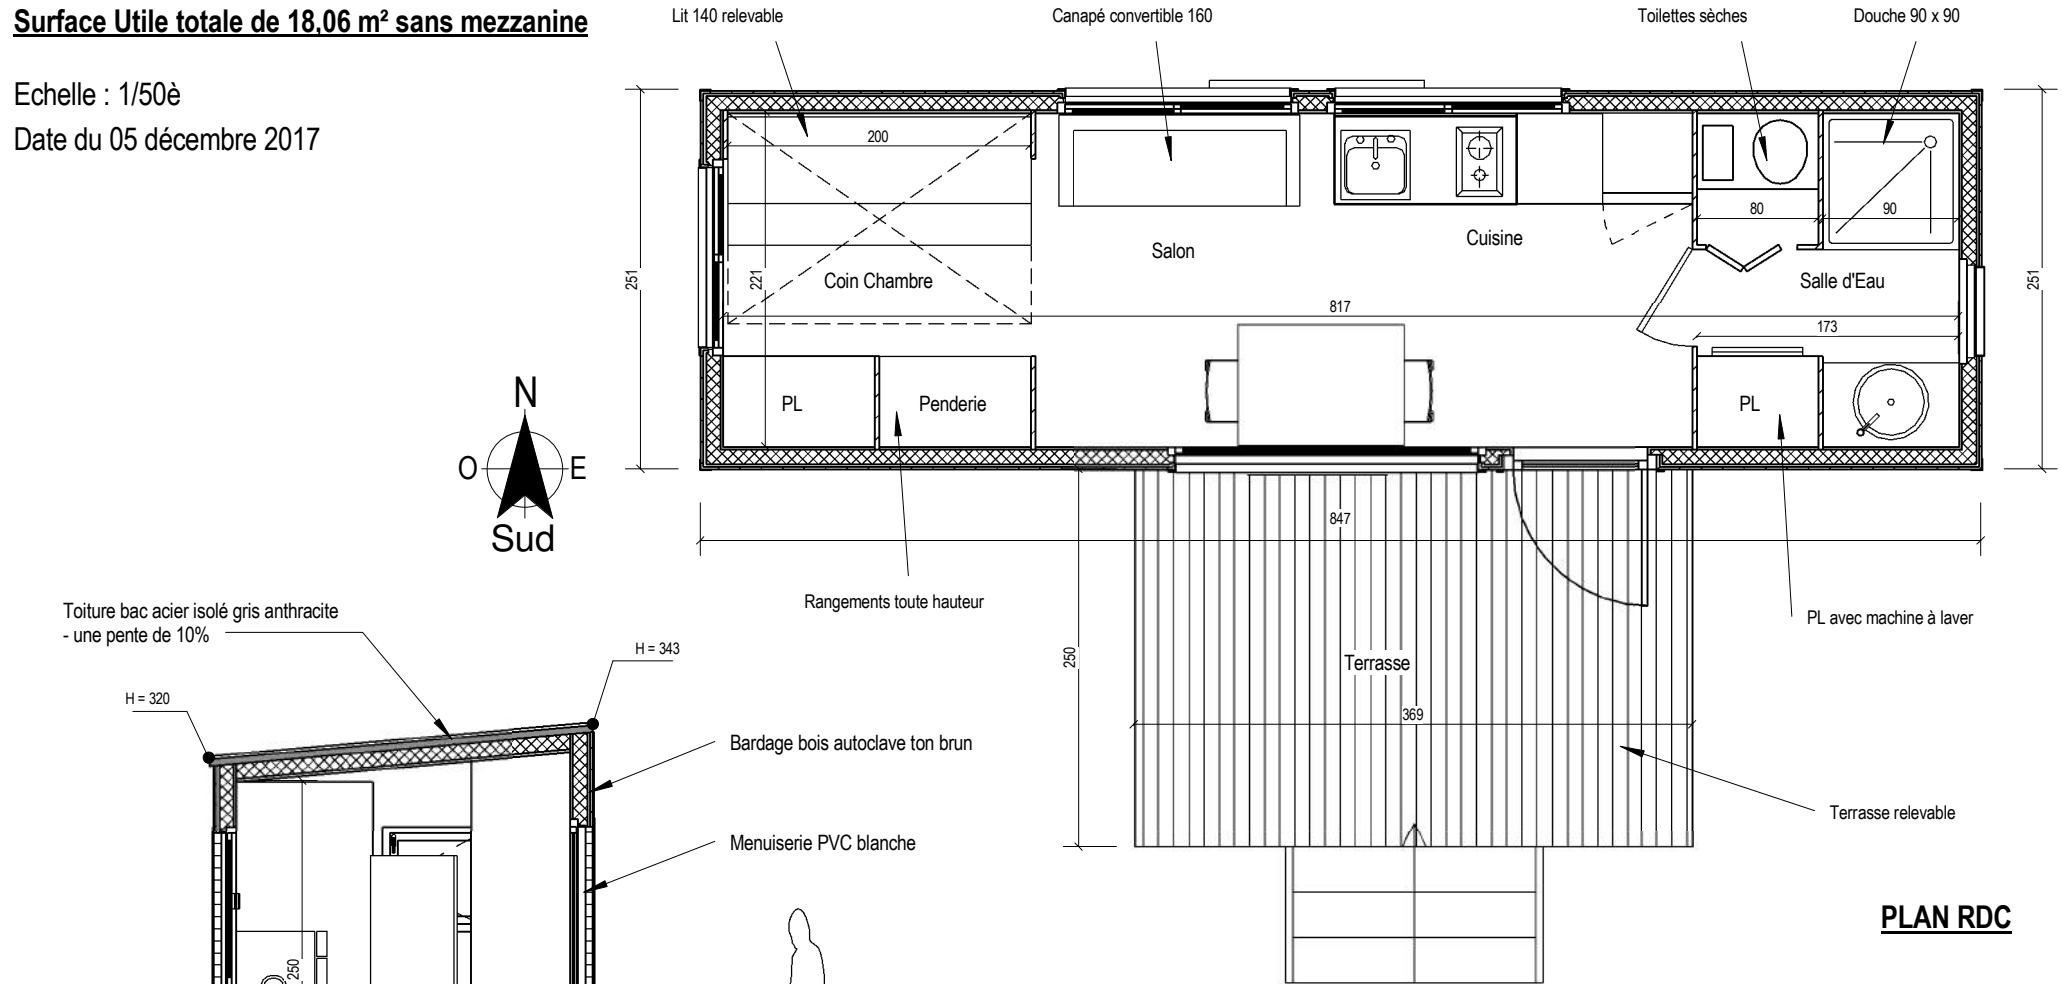 Surface Utile totale de 18,06 m² sans mezzanine
Echelle : 1/50è
Date du 05 décembre 2017
Lit 140 relevable
Canapé convertible 160
Toilettes sèches
Douche 90 x 90
200
80
90
Salon
Cuisine
251
221
Coin Chambre
817
Salle d'Eau
173
251
PL
Penderie
PL
N
O
E
Sud
847
Rangements toute hauteur
PL avec machine à laver
250
Terrasse
369
Terrasse relevable
Toiture bac acier isolé gris anthracite
- une pente de 10%
H = 343
H = 320
Bardage bois autoclave ton brun
Menuiserie PVC blanche
250
PLAN RDC